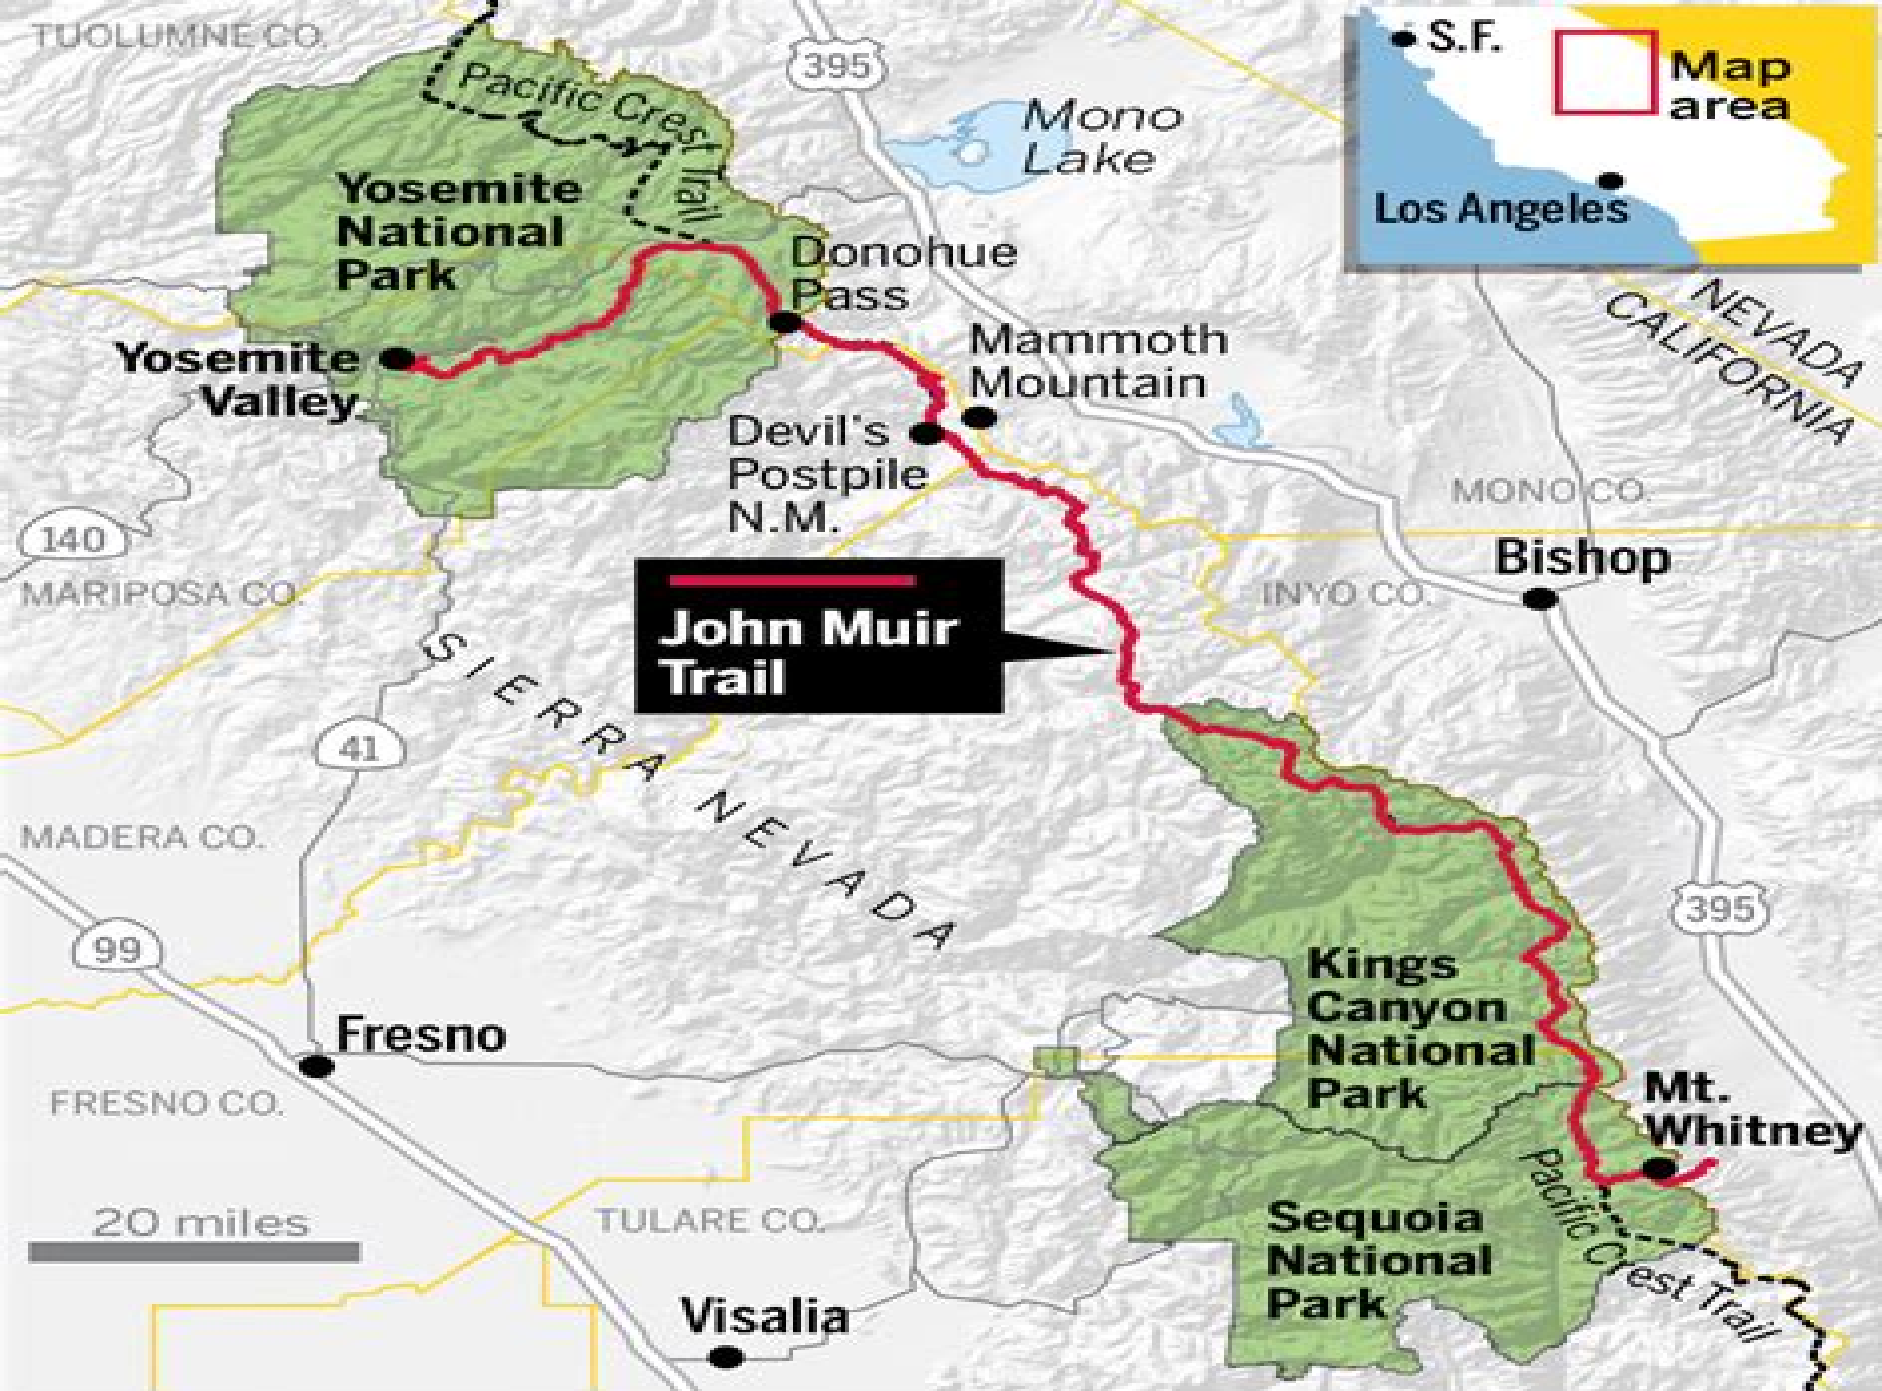 TUOLUMNE CO.
Pacific Crest Trail
395
Mono
Lake
S.F.
Map
area
Los Angeles
Yosemite
National
Park
Donohue
Pass
NEVADA
CALIFORNIA
Yosemite
Valley
Mammoth
Mountain
Devil's
Postpile
N.M.
MONO CO.
140
Bishop
MARIPOSA CO.
INYO CO.
John Muir
Trail
SIERRA NEVADA
41
MADERA CO.
99
395
Kings
Canyon
National
Park
Fresno
FRESNO CO.
Mt.
Whitney
Pacific Crest Trail
20 miles
TULARE CO.
Sequoia
National
Park
Visalia